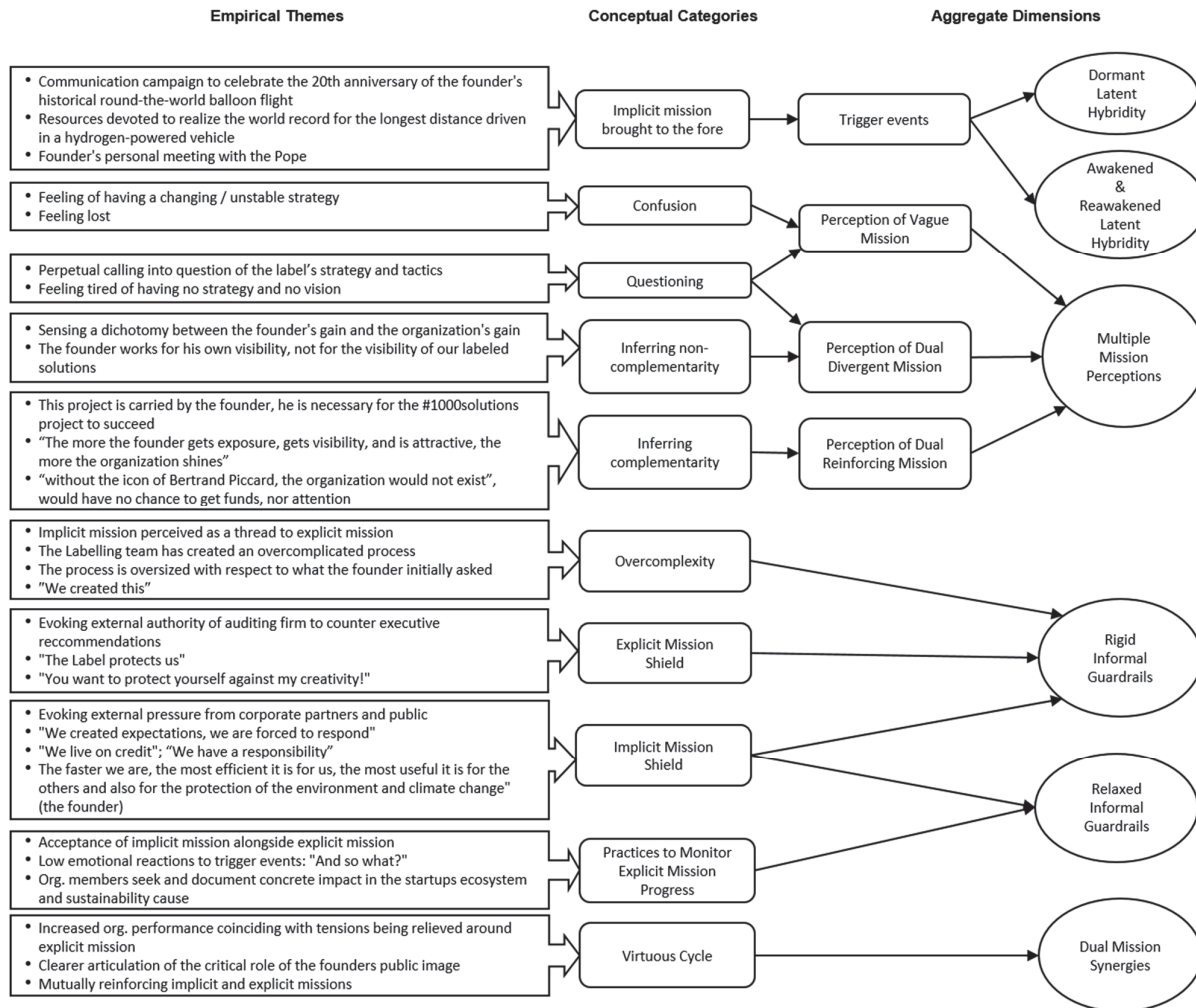 Empirical Themes
Conceptual Categories
Aggregate Dimensions
• Communication campaign to celebrate the 20th anniversary of the founder's
historical round-the-world balloon flight
• Resources devoted to realize the world record for the longest distance driven
in a hydrogen-powered vehicle
• Founder's personal meeting with the Pope
Implicit mission
brought to the fore
Trigger events
Dormant
Latent
Hybridity
Awakened
&
Reawakened
Latent
Hybridity
• Feeling of having a changing / unstable strategy
• Feeling lost
Confusion
Perception of Vague
Mission
• Perpetual calling into question of the label's strategy and tactics
• Feeling tired of having no strategy and no vision
Questioning
• Sensing a dichotomy between the founder's gain and the organization's gain
• The founder works for his own visibility, not for the visibility of our labeled
solutions
Inferring non-
complementarity
Perception of Dual
Divergent Mission
Multiple
Mission
Perceptions
• This project is carried by the founder, he is necessary for the #1000solutions
project to succeed
• “The more the founder gets exposure, gets visibility, and is attractive, the
more the organization shines”
• “without the icon of Bertrand Piccard, the organization would not exist”,
would have no chance to get funds, nor attention
Inferring
complementarity
Perception of Dual
Reinforcing Mission
• Implicit mission perceived as a thread to explicit mission
• The Labelling team has created an overcomplicated process
• The process is oversized with respect to what the founder initially asked
• "We created this”
Overcomplexity
• Evoking external authority of auditing firm to counter executive
reccommendations
• "The Label protects us"
• "You want to protect yourself against my creativity!"
Explicit Mission
Shield
Rigid
Informal
Guardrails
• Evoking external pressure from corporate partners and public
• "We created expectations, we are forced to respond"
• "We live on credit"; “We have a responsibility”
• The faster we are, the most efficient it is for us, the most useful it is for the
others and also for the protection of the environment and climate change"
(the founder)
Implicit Mission
Shield
Relaxed
Informal
Guardrails
• Acceptance of implicit mission alongside explicit mission
• Low emotional reactions to trigger events: "And so what?"
• Org. members seek and document concrete impact in the startups ecosystem
and sustainability cause
Practices to Monitor
Explicit Mission
Progress
• Increased org. performance coinciding with tensions being relieved around
explicit mission
• Clearer articulation of the critical role of the founders public image
• Mutually reinforcing implicit and explicit missions
Virtuous Cycle
Dual Mission
Synergies